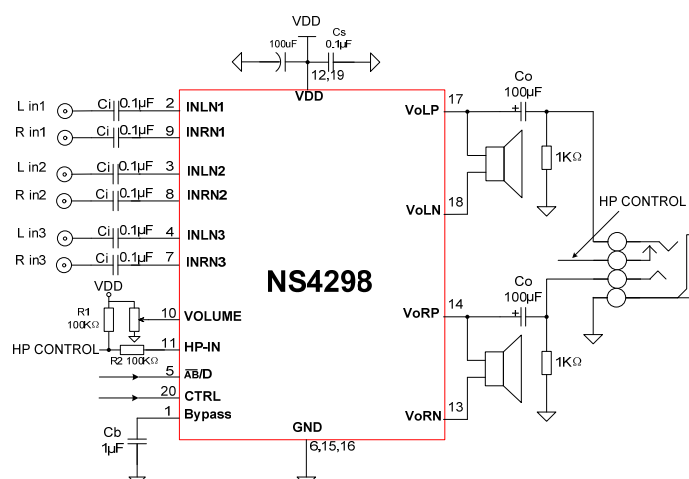 VDD
100uF
Cs
0.1µF
12,19
VDD
L in1
Ci
0.1µF
2
INLN1
R in1
Ci
0.1µF
9
INRN1
L in2
Ci
0.1µF
3
INLN2
R in2
Ci
0.1µF
8
INRN2
L in3
Ci
0.1µF
4
INLN3
R in3
Ci
0.1µF
7
INRN3
VDD
R1
100KΩ
10
VOLUME
HP CONTROL
R2 100KΩ
11
HP-IN
5
AB/D
20
CTRL
1
Bypass
Cb
1µF
NS4298
GND
6,15,16
VoLP
17
Co
100µF
+
1KΩ
VoLN
18
HP CONTROL
VoRP
14
Co
100µF
+
1KΩ
VoRN
13